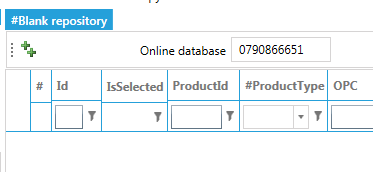 #Blank repository
Online database 0790866651
# Id IsSelected ProductId #ProductType OPC